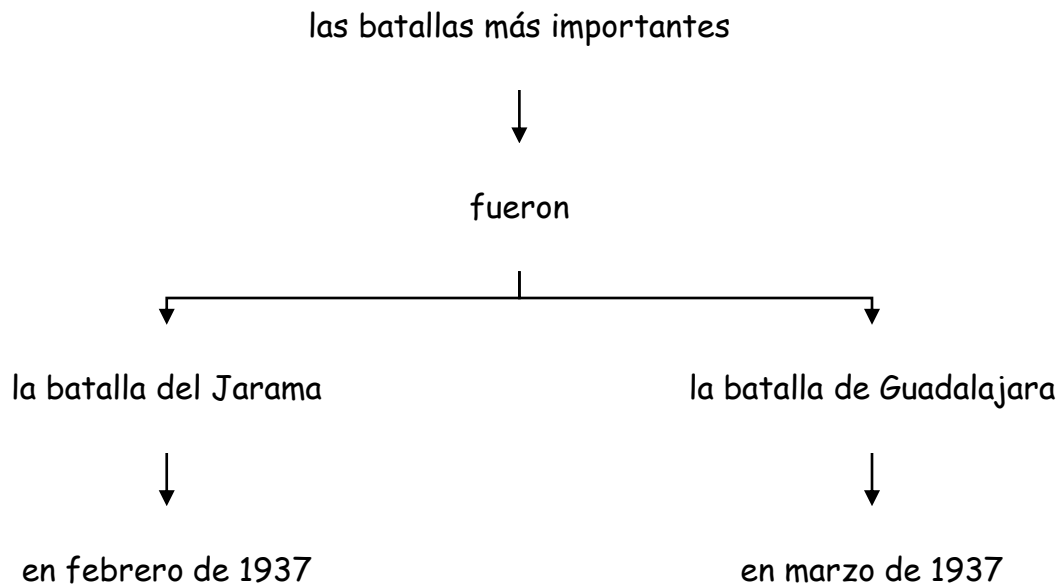 las batallas más importantes
fueron
la batalla del Jarama
la batalla de Guadalajara
en febrero de 1937
en marzo de 1937